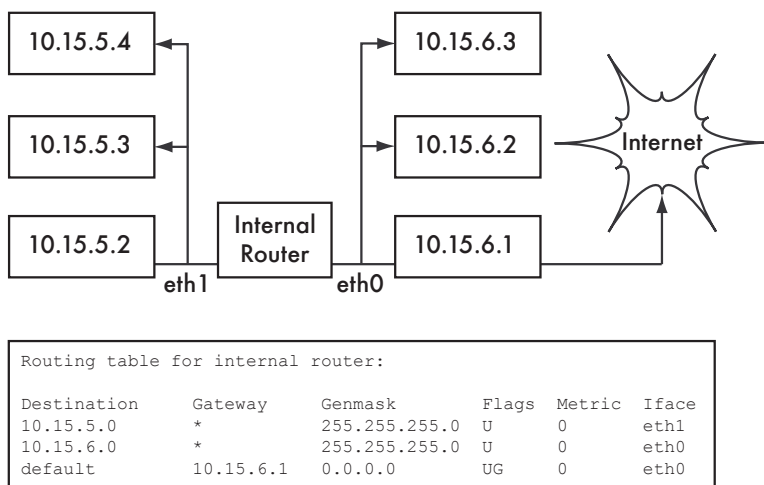 10.15.5.4
10.15.6.3
10.15.5.3
10.15.6.2
Internet
10.15.5.2
Internal
Router
10.15.6.1
eth1
eth0
Routing table for internal router:
Destination Gateway Genmask Flags Metric Iface
10.15.5.0 * 255.255.255.0 U 0 eth1
10.15.6.0 * 255.255.255.0 U 0 eth0
default 10.15.6.1 0.0.0.0 UG 0 eth0